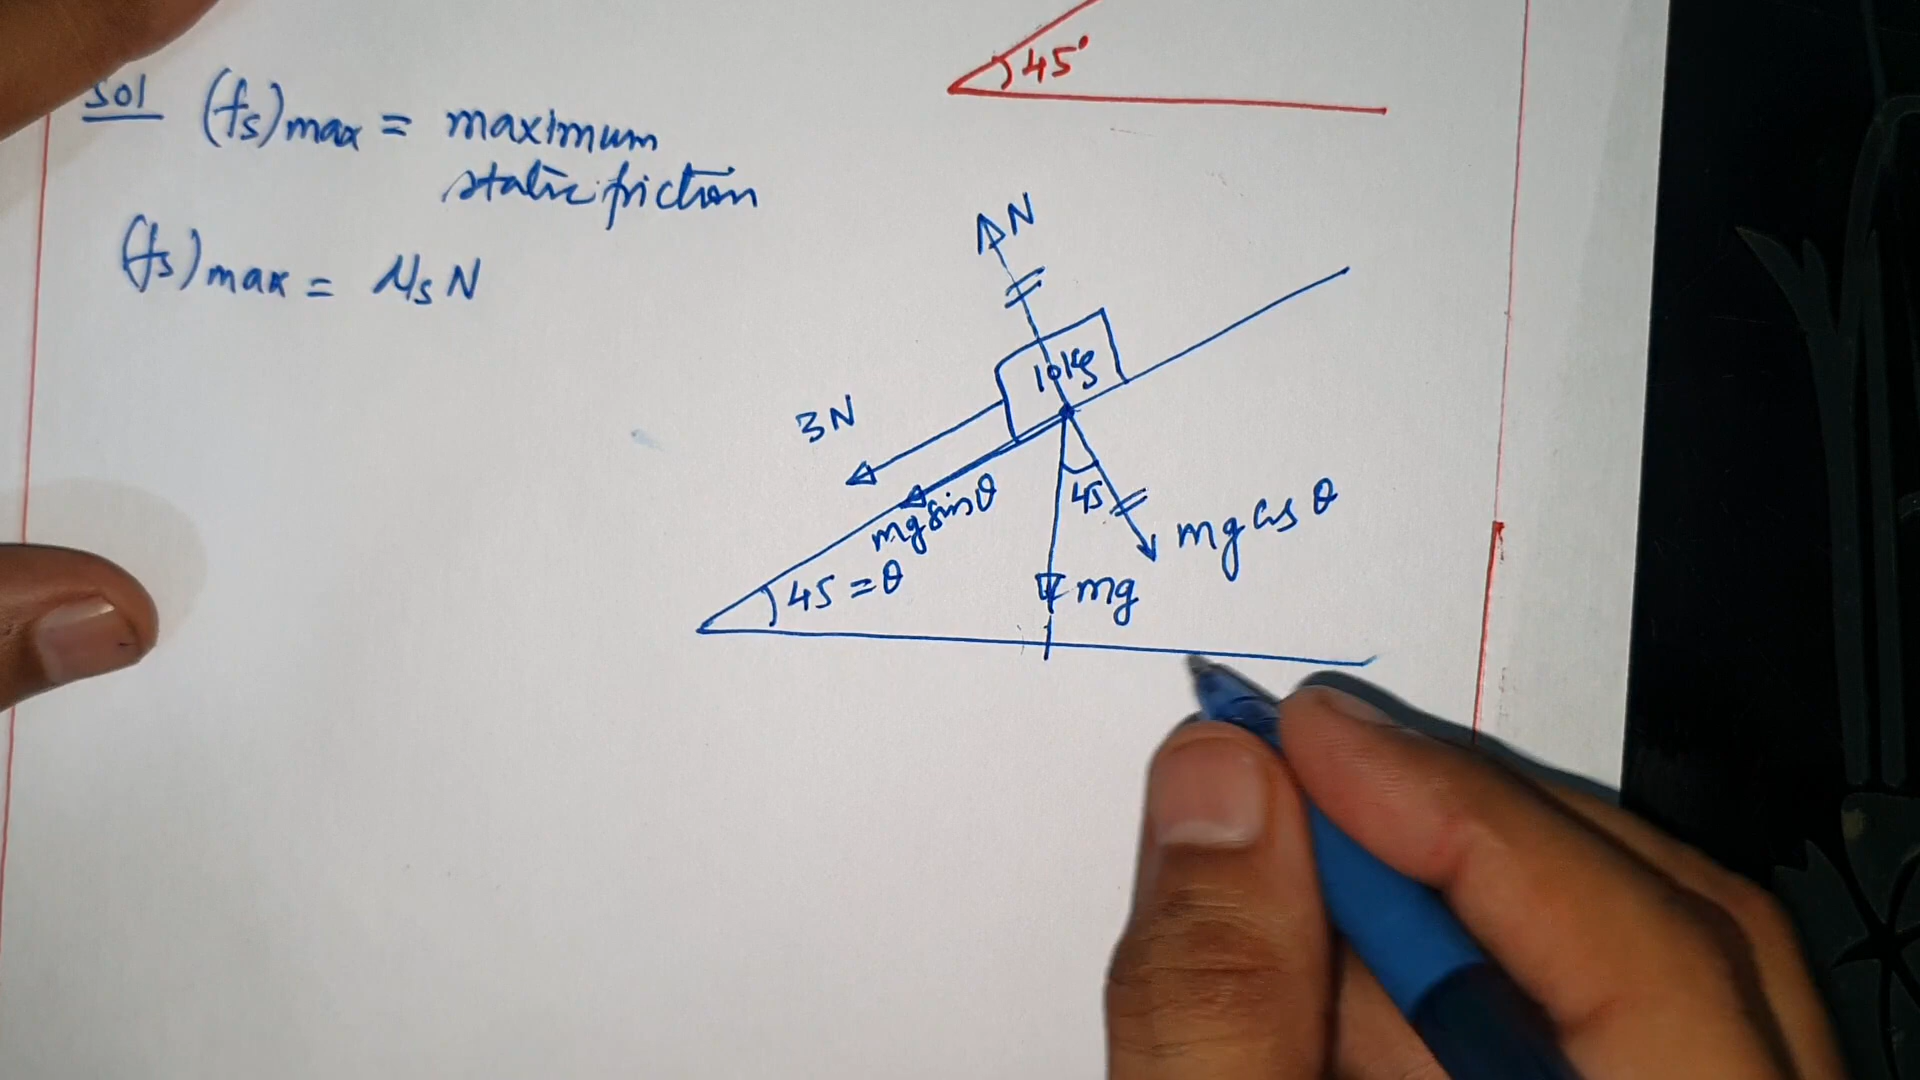 45°
Sol (fs)max = maximum
static friction
(fs)max = μs N
N
10kg
3N
mg sinθ
45
mg cos θ
45 = θ
mg